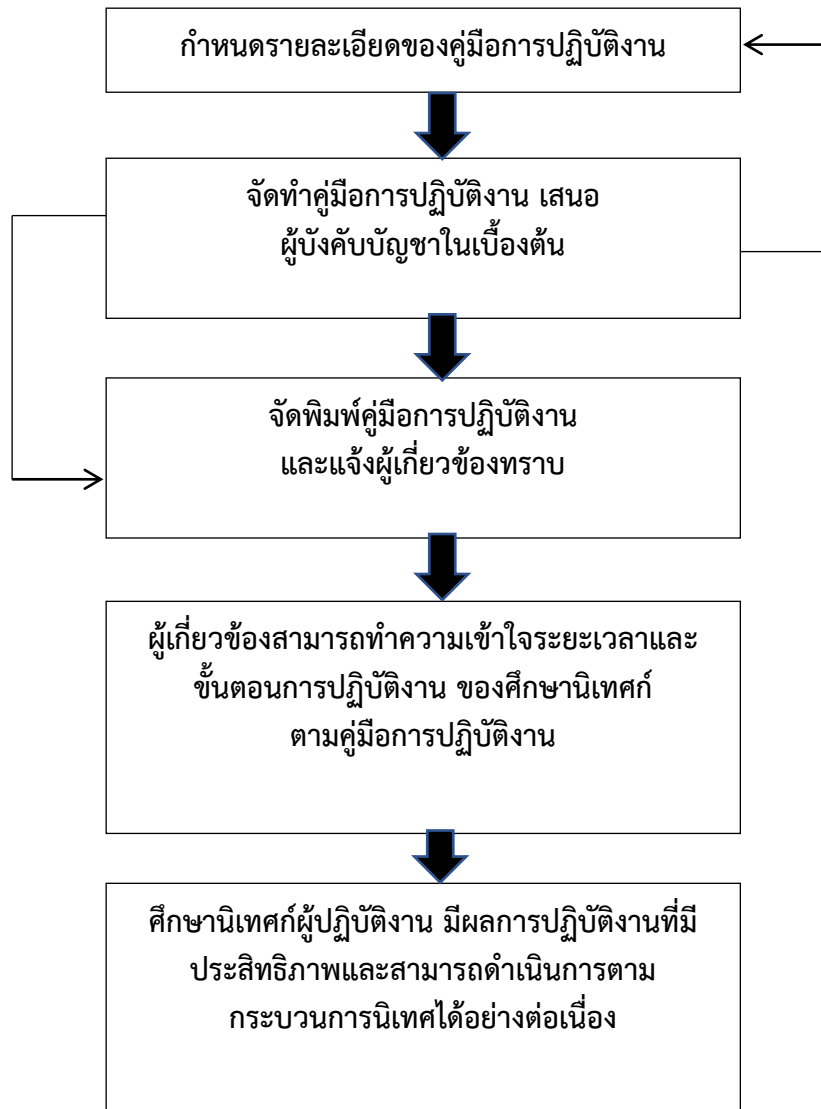 กำหนดรายละเอียดของคู่มือการปฏิบัติงาน
จัดทำคู่มือการปฏิบัติงาน เสนอ
ผู้บังคับบัญชาในเบื้องต้น
จัดพิมพ์คู่มือการปฏิบัติงาน
และแจ้งผู้เกี่ยวข้องทราบ
ผู้เกี่ยวข้องสามารถทำความเข้าใจระยะเวลาและ
ขั้นตอนการปฏิบัติงาน ของศึกษานิเทศก์
ตามคู่มือการปฏิบัติงาน
ศึกษานิเทศก์ผู้ปฏิบัติงาน มีผลการปฏิบัติงานที่มี
ประสิทธิภาพและสามารถดำเนินการตาม
กระบวนการนิเทศได้อย่างต่อเนื่อง